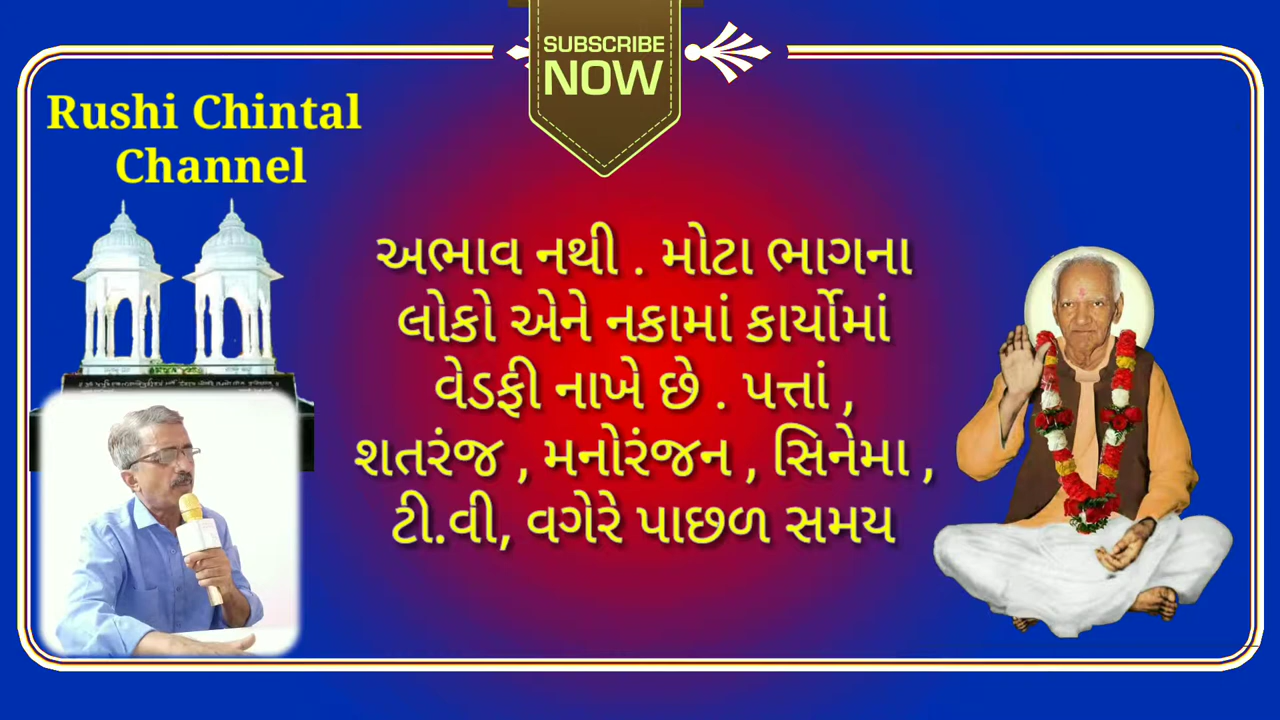 SUBSCRIBE
NOW
Rushi Chintal
Channel
અભાવ નથી . મોટા ભાગના
લોકો એને નકામાં કાર્યોમાં
વેડફી નાખે છે . પત્તાં ,
શતરંજ , મનોરંજન , સિનેમા ,
ટી.વી, વગેરે પાછળ સમય